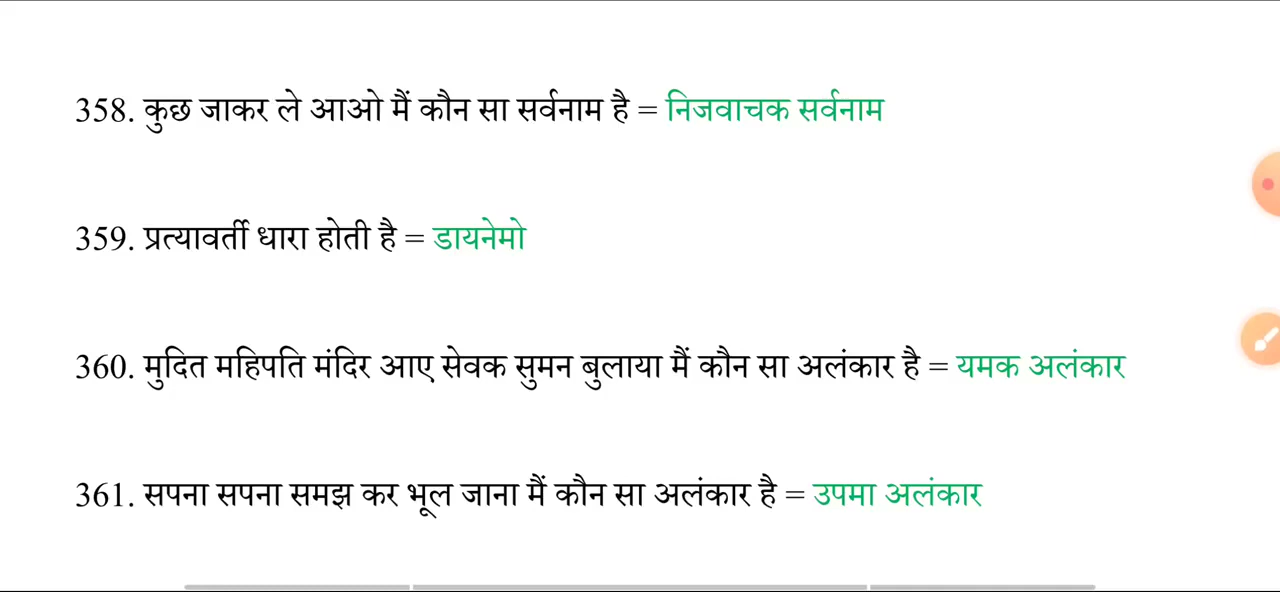 358. कुछ जाकर ले आओ मैं कौन सा सर्वनाम है = निजवाचक सर्वनाम
359. प्रत्यावर्ती धारा होती है = डायनेमो
360. मुदित महिपति मंदिर आए सेवक सुमन बुलाया मैं कौन सा अलंकार है = यमक अलंकार
361. सपना सपना समझ कर भूल जाना मैं कौन सा अलंकार है = उपमा अलंकार